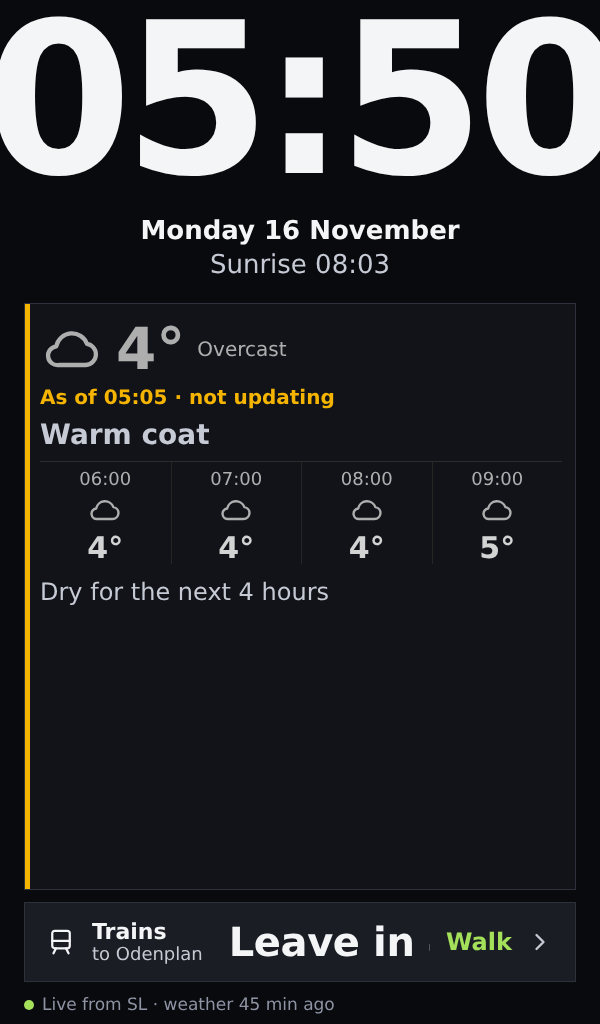 05:50
Monday 16 November
Sunrise 08:03
4° Overcast
As of 05:05 · not updating
Warm coat
06:00 07:00 08:00 09:00
4° 4° 4° 5°
Dry for the next 4 hours
Trains
to Odenplan
Leave in
Walk
Live from SL · weather 45 min ago